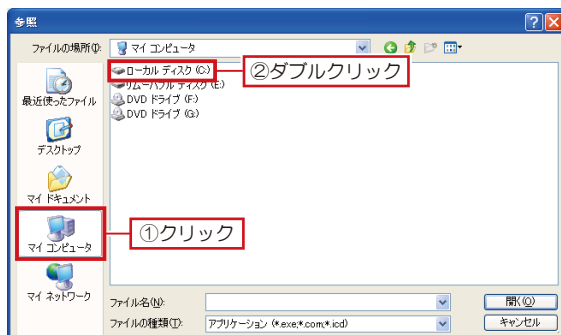 参照
ファイルの場所(I):
マイ コンピュータ
最近使ったファイル
デスクトップ
マイ ドキュメント
マイ コンピュータ
マイ ネットワーク
ローカル ディスク (C:)
リムーバブル ディスク (E:)
DVD ドライブ (F:)
DVD ドライブ (G:)
②ダブルクリック
①クリック
ファイル名(N):
開く(O)
ファイルの種類(T):
アプリケーション (*.exe;*.com;*.icd)
キャンセル